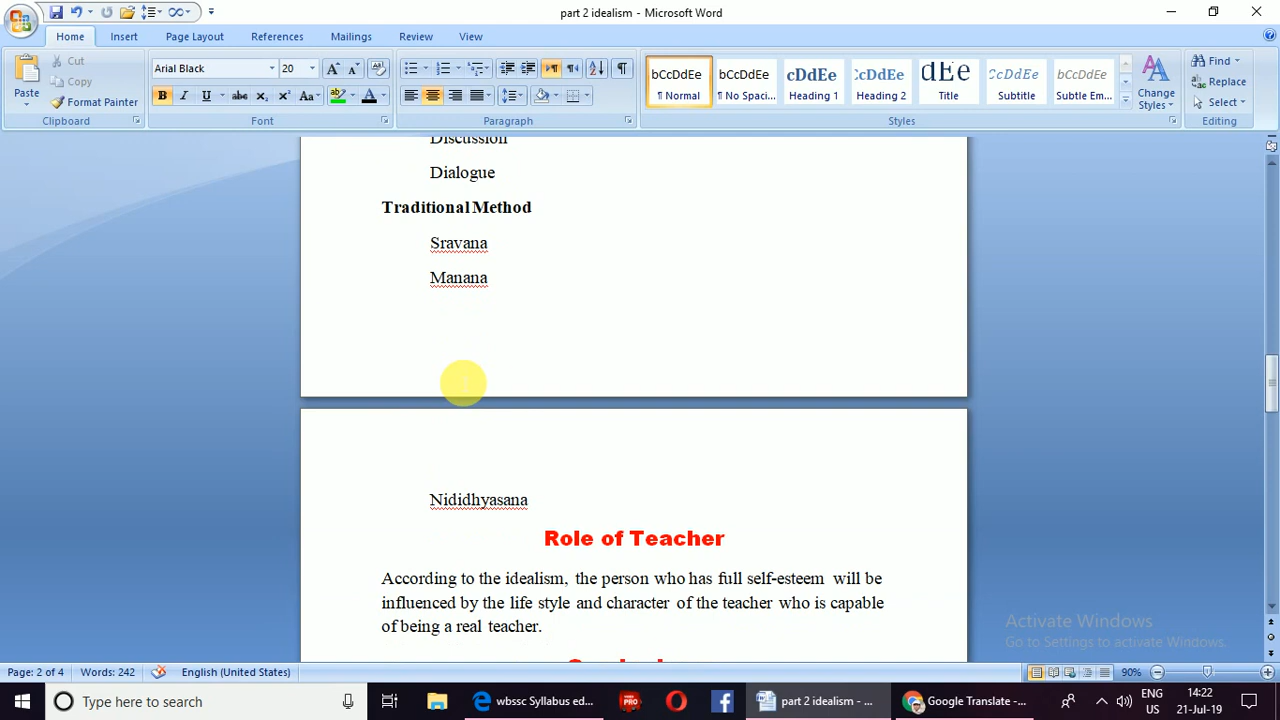 part 2 idealism - Microsoft Word
Home Insert Page Layout References Mailings Review View
Cut
Copy
Format Painter
Paste
Clipboard
Arial Black 20
Font
Paragraph
bCcDdEe bCcDdEe cDdEe CcDdEe dEe CcDdEe bCcDdEe
¶ Normal ¶ No Spaci... Heading 1 Heading 2 Title Subtitle Subtle Em...
Change
Styles
Styles
Find
Replace
Select
Editing
Discussion
Dialogue
Traditional Method
Sravana
Manana
Nididhyasana
Role of Teacher
According to the idealism, the person who has full self-esteem will be
influenced by the life style and character of the teacher who is capable
of being a real teacher.
Activate Windows
Go to Settings to activate Windows.
Page: 2 of 4 Words: 242 English (United States) 90%
Type here to search
wbssc Syllabus ed...
part 2 idealism - ...
Google Translate - ...
ENG
US
14:22
21-Jul-19